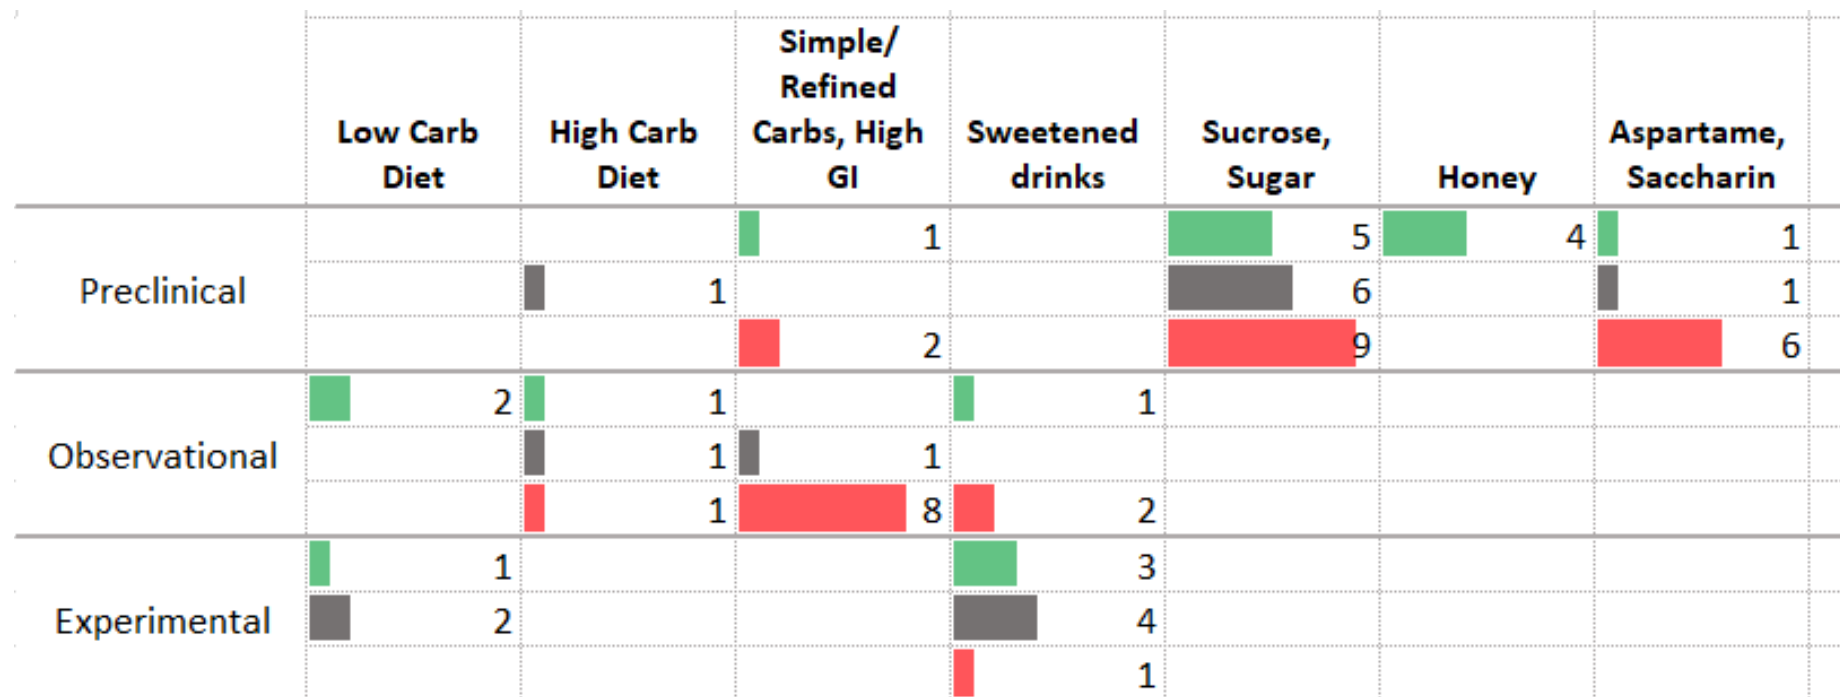 Low Carb Diet
High Carb Diet
Simple/ Refined Carbs, High GI
Sweetened drinks
Sucrose, Sugar
Honey
Aspartame, Saccharin
Preclinical
1 5 4 1
1 6 1
2 9 6
Observational
2 1 1
1 1
1 8 2
Experimental
1 3
2 4
1